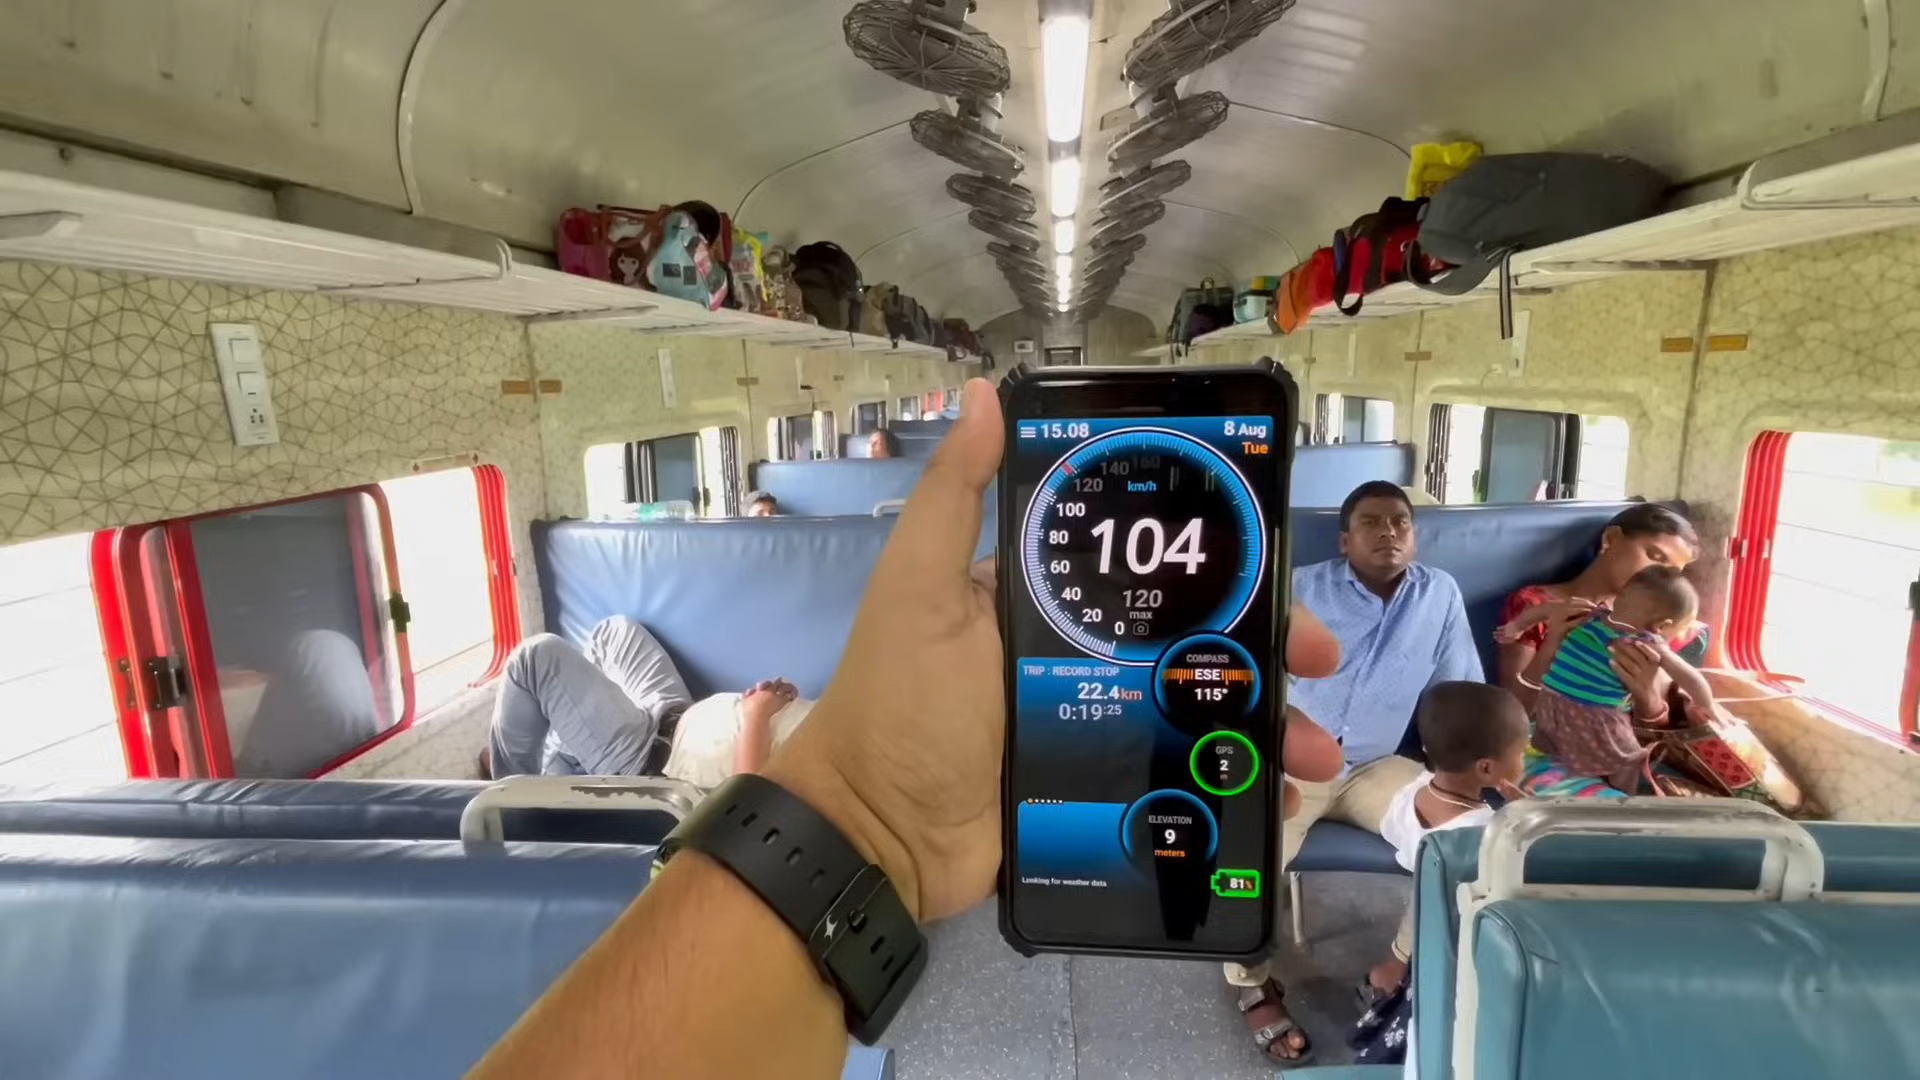 15.08
8 Aug
Tue
140 160
120 km/h
100
80
104
60
40
120
20
max
0
TRIP : RECORD STOP
22.4km
0:19:25
COMPASS
ESE
115°
GPS
2
m
ELEVATION
9
meters
Looking for weather data
81%